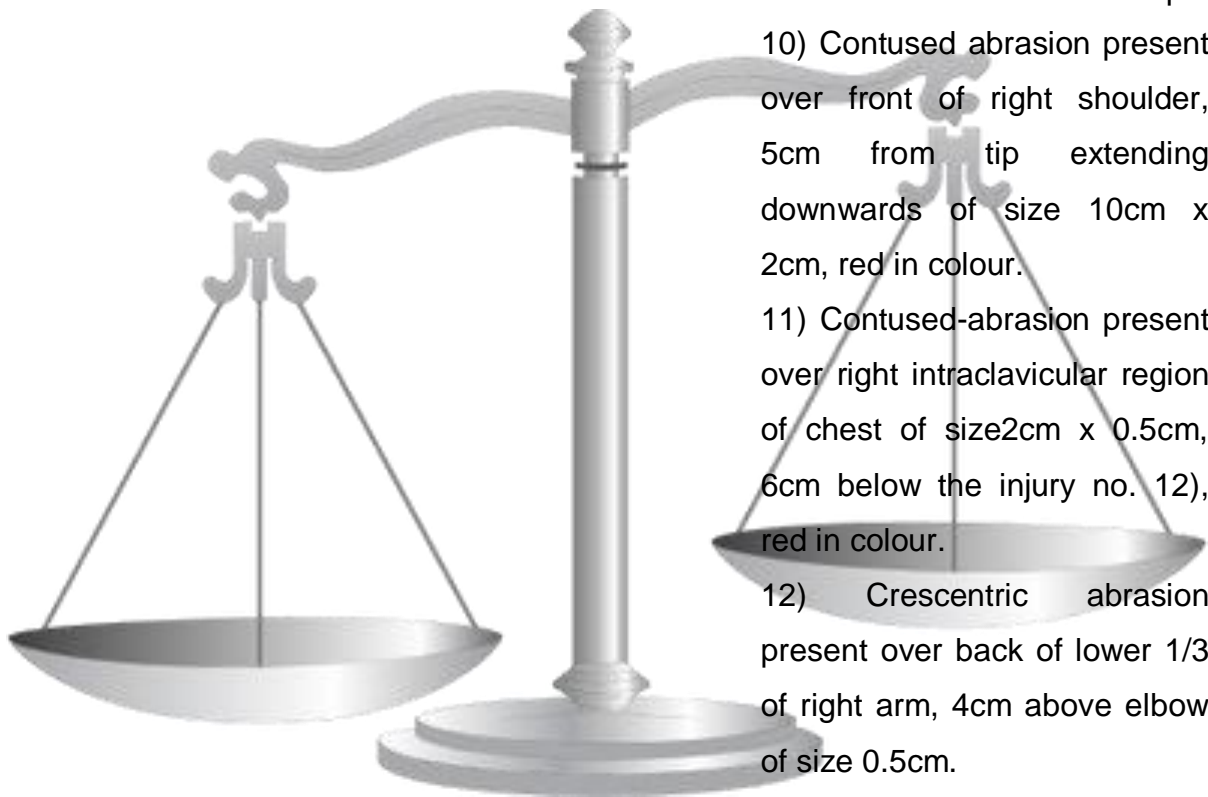 10) Contused abrasion present
over front of right shoulder,
5cm from tip extending
downwards of size 10cm x
2cm, red in colour.
11) Contused-abrasion present
over right intraclavicular region
of chest of size2cm x 0.5cm,
6cm below the injury no. 12),
red in colour.
12) Crescentric abrasion
present over back of lower 1/3
of right arm, 4cm above elbow
of size 0.5cm.